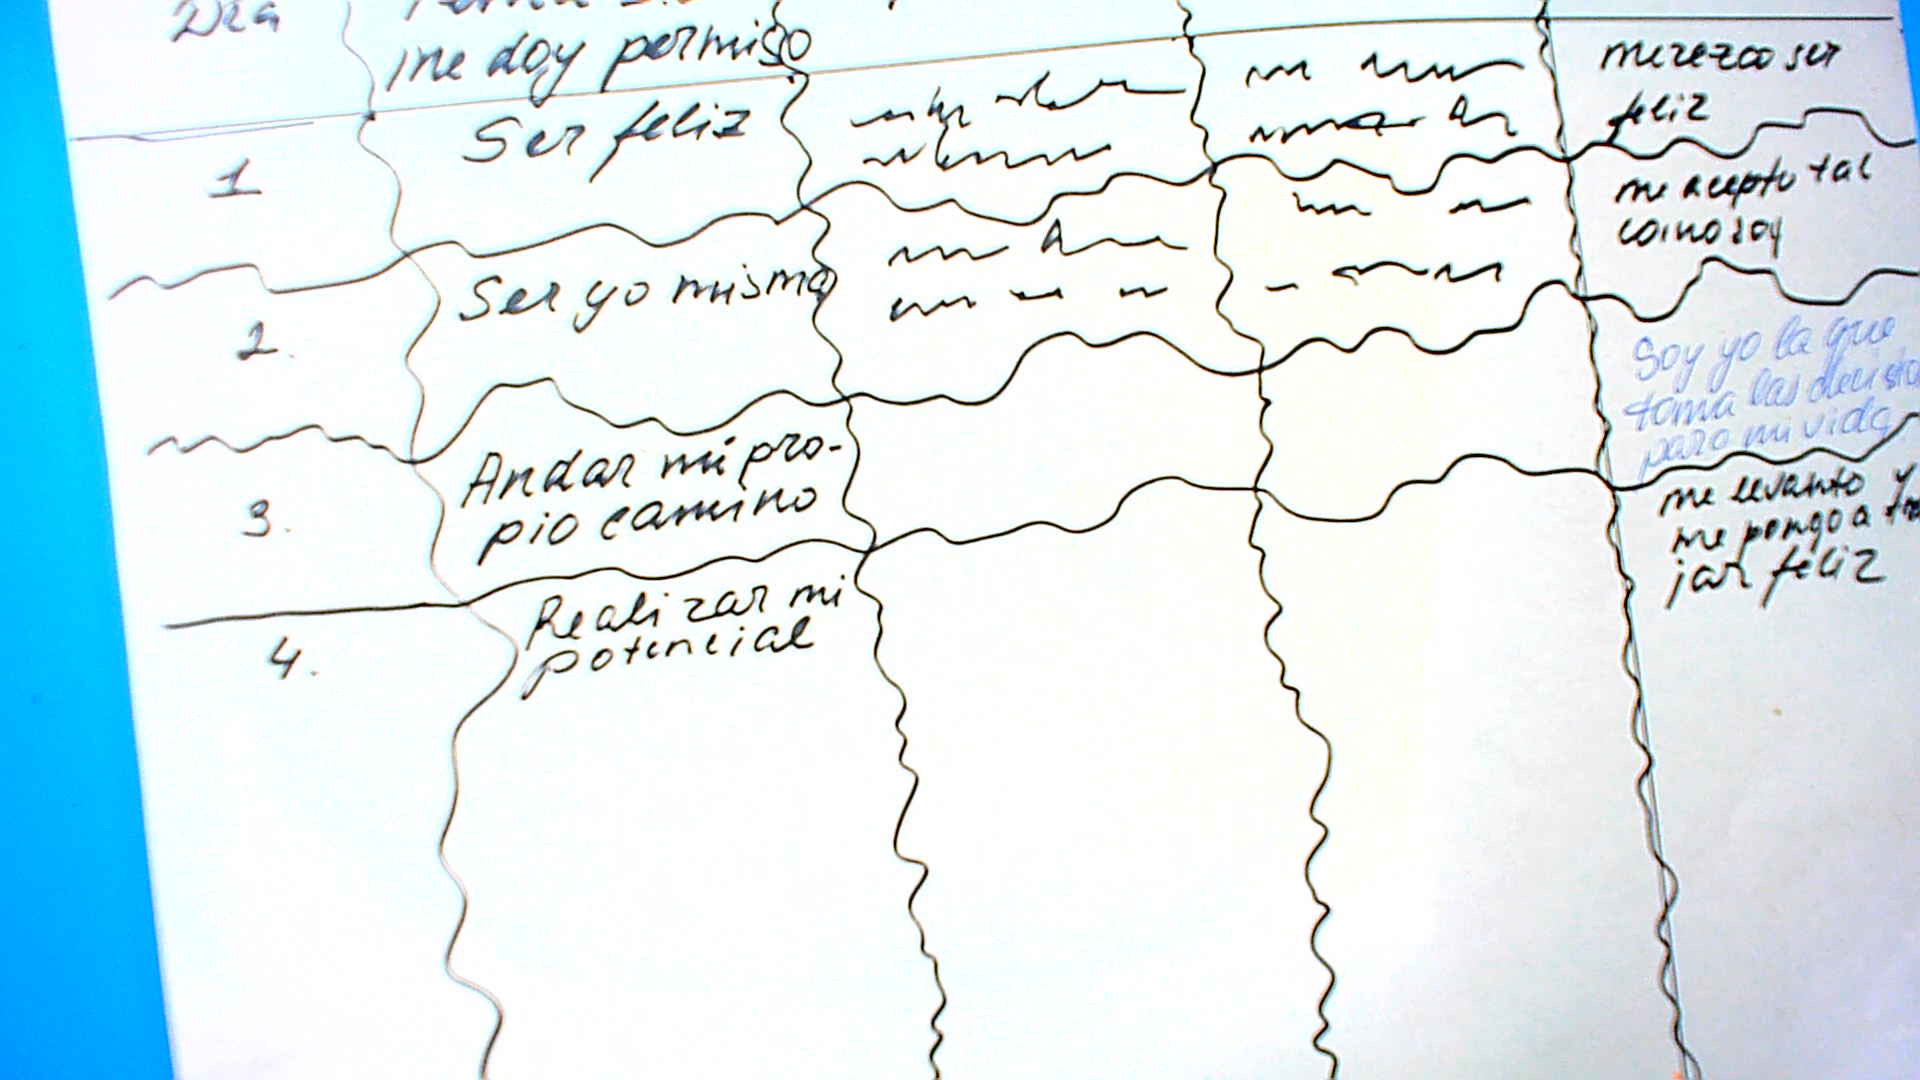 Día
me doy permiso
1
Ser feliz
merezco ser
feliz
2.
Ser yo misma
me acepto tal
como soy
3.
Andar mi pro-
pio camino
Soy yo la que
toma las decisio
para mi vida
4.
Realizar mi
potencial
me levanto y
me pongo a tra
jar feliz